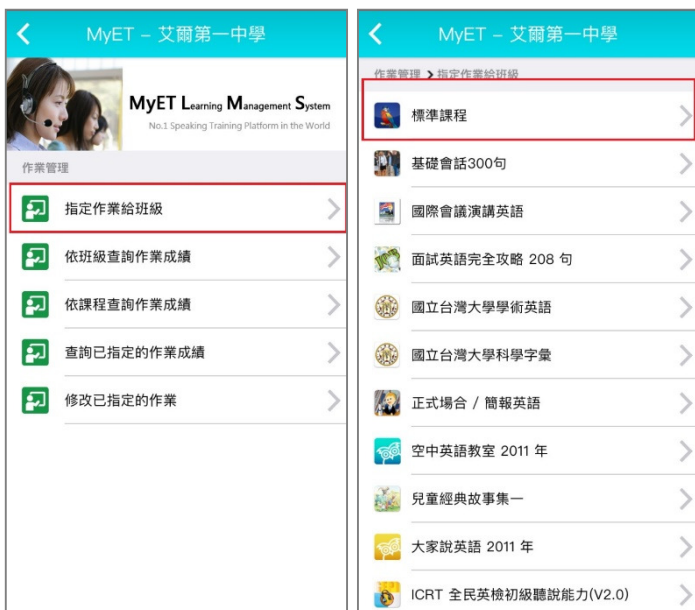 MyET – 艾爾第一中學
MyET Learning Management System
No.1 Speaking Training Platform in the World
作業管理
指定作業給班級
依班級查詢作業成績
依課程查詢作業成績
查詢已指定的作業成績
修改已指定的作業
MyET – 艾爾第一中學
作業管理 > 指定作業給班級
標準課程
基礎會話300句
國際會議演講英語
面試英語完全攻略 208 句
國立台灣大學學術英語
國立台灣大學科學字彙
正式場合 / 簡報英語
空中英語教室 2011 年
兒童經典故事集一
大家說英語 2011 年
ICRT 全民英檢初級聽說能力(V2.0)